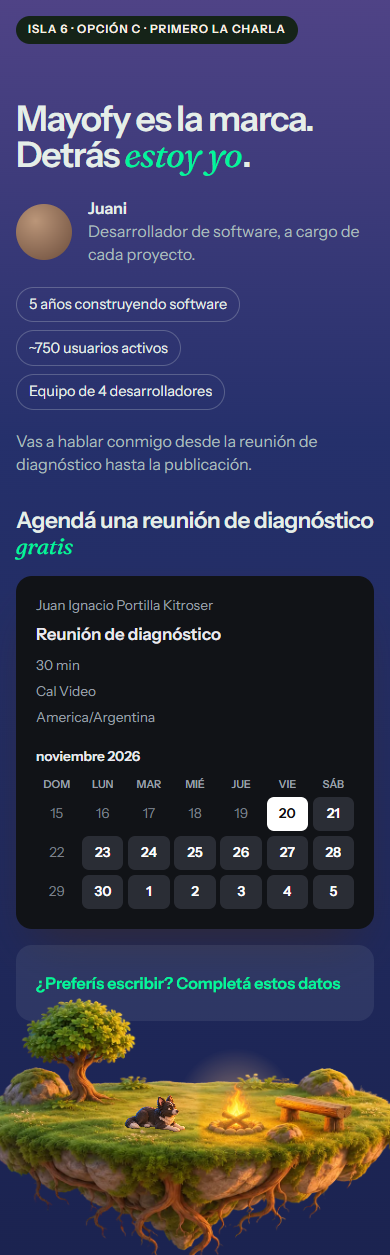 ISLA 6 · OPCIÓN C · PRIMERO LA CHARLA
Mayofy es la marca.
Detrás estoy yo.
Juani
Desarrollador de software, a cargo de
cada proyecto.
5 años construyendo software
~750 usuarios activos
Equipo de 4 desarrolladores
Vas a hablar conmigo desde la reunión de
diagnóstico hasta la publicación.
Agendá una reunión de diagnóstico
gratis
Juan Ignacio Portilla Kitroser
Reunión de diagnóstico
30 min
Cal Video
America/Argentina
noviembre 2026
DOM LUN MAR MIÉ JUE VIE SÁB
15 16 17 18 19 20 21
22 23 24 25 26 27 28
29 30 1 2 3 4 5
¿Preferís escribir? Completá estos datos